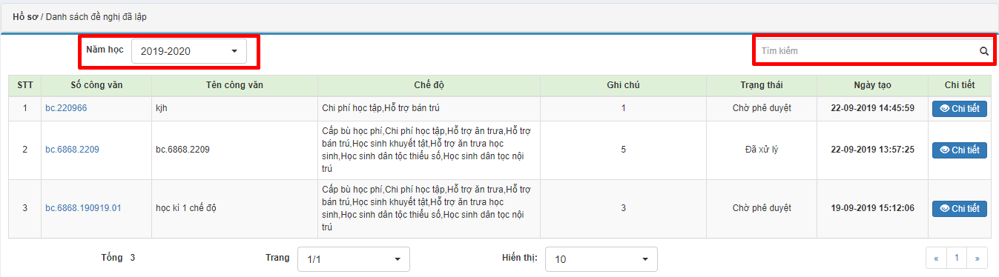 Hồ sơ / Danh sách đề nghị đã lập
Năm học 2019-2020 Tìm kiếm
STT Số công văn Tên công văn Chế độ Ghi chú Trạng thái Ngày tạo Chi tiết
1 bc.220966 kjh Chi phí học tập,Hỗ trợ bán trú 1 Chờ phê duyệt 22-09-2019 14:45:59 Chi tiết
Cấp bù học phí,Chi phí học tập,Hỗ trợ ăn trưa,Hỗ trợ
bán trú,Học sinh khuyết tật,Hỗ trợ ăn trưa học
2 bc.6868.2209 bc.6868.2209 5 Đã xử lý 22-09-2019 13:57:25 Chi tiết
sinh,Học sinh dân tộc thiểu số,Học sinh dân tọc nội
trú
Cấp bù học phí,Chi phí học tập,Hỗ trợ ăn trưa,Hỗ trợ
bán trú,Học sinh khuyết tật,Hỗ trợ ăn trưa học
3 bc.6868.190919.01 học kì 1 chế độ 3 Chờ phê duyệt 19-09-2019 15:12:06 Chi tiết
sinh,Học sinh dân tộc thiểu số,Học sinh dân tọc nội
trú
Tổng 3 Trang 1/1 Hiển thị: 10 « 1 »